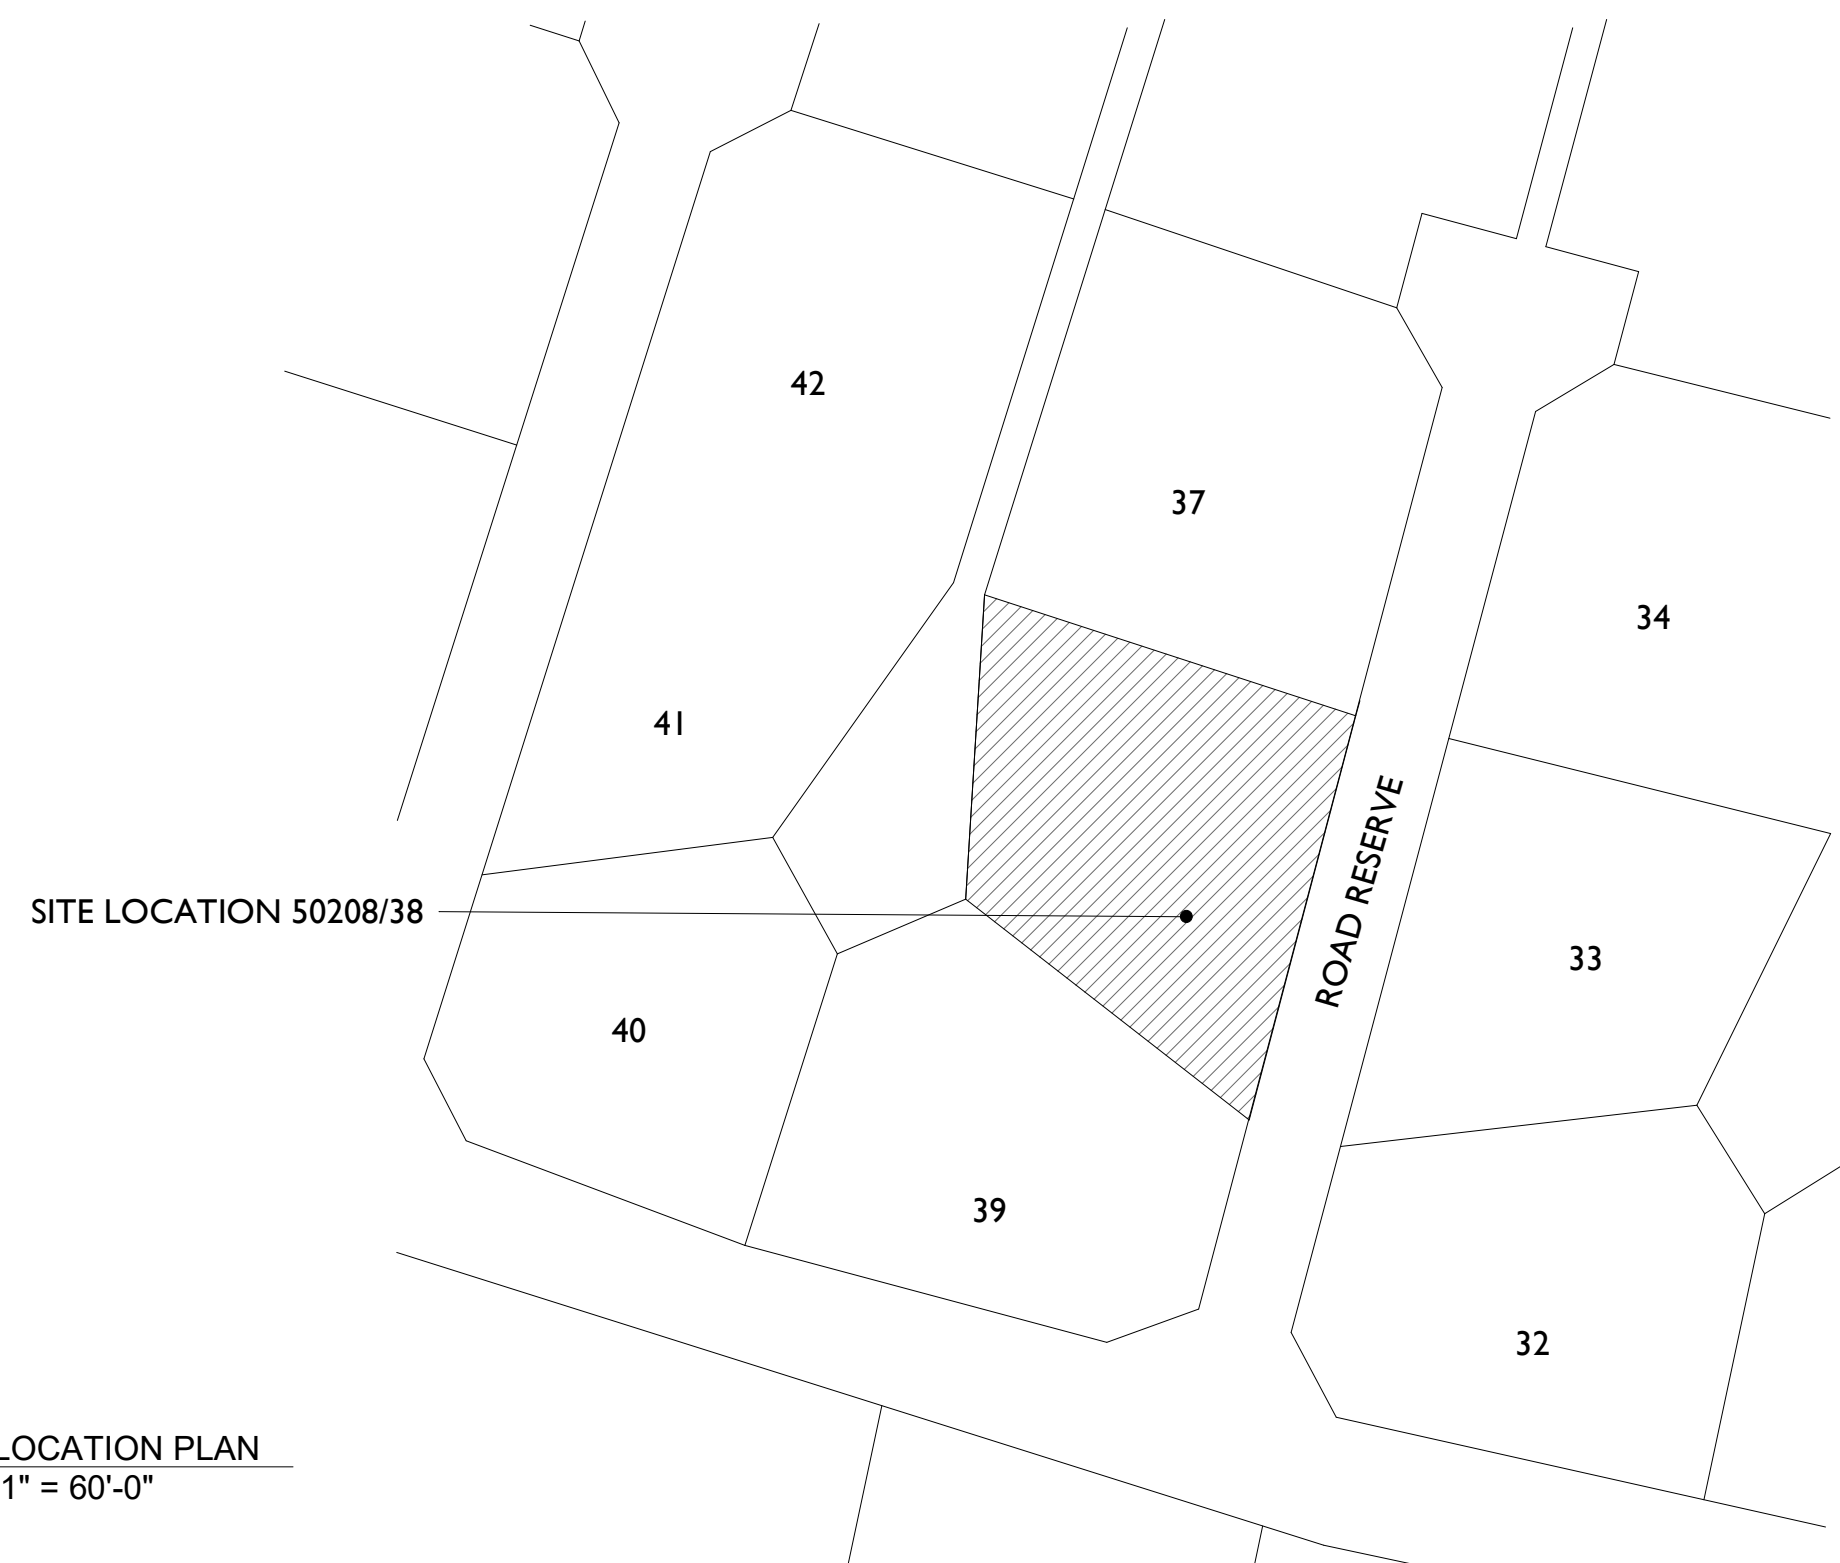 42
37
34
41
ROAD RESERVE
SITE LOCATION 50208/38
33
40
39
32
LOCATION PLAN
1" = 60'-0"